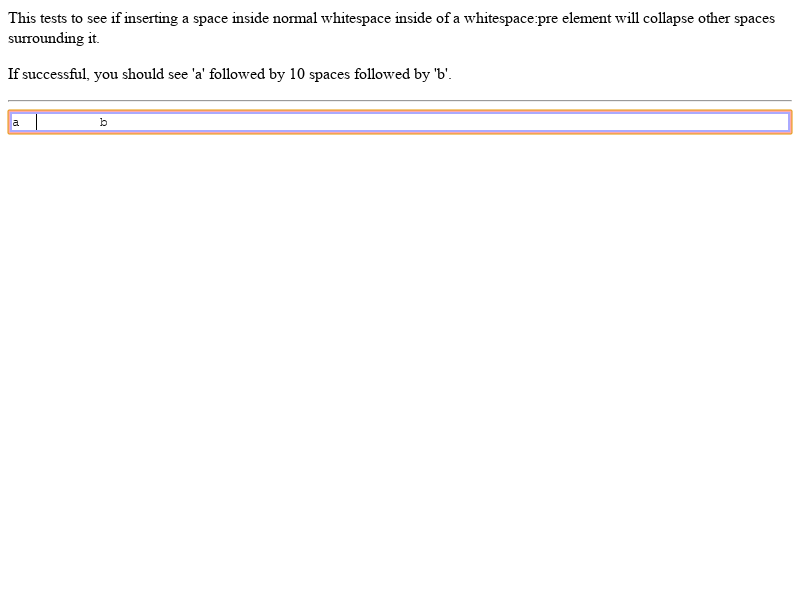 This tests to see if inserting a space inside normal whitespace inside of a whitespace:pre element will collapse other spaces
surrounding it.
If successful, you should see 'a' followed by 10 spaces followed by 'b'.
a          b